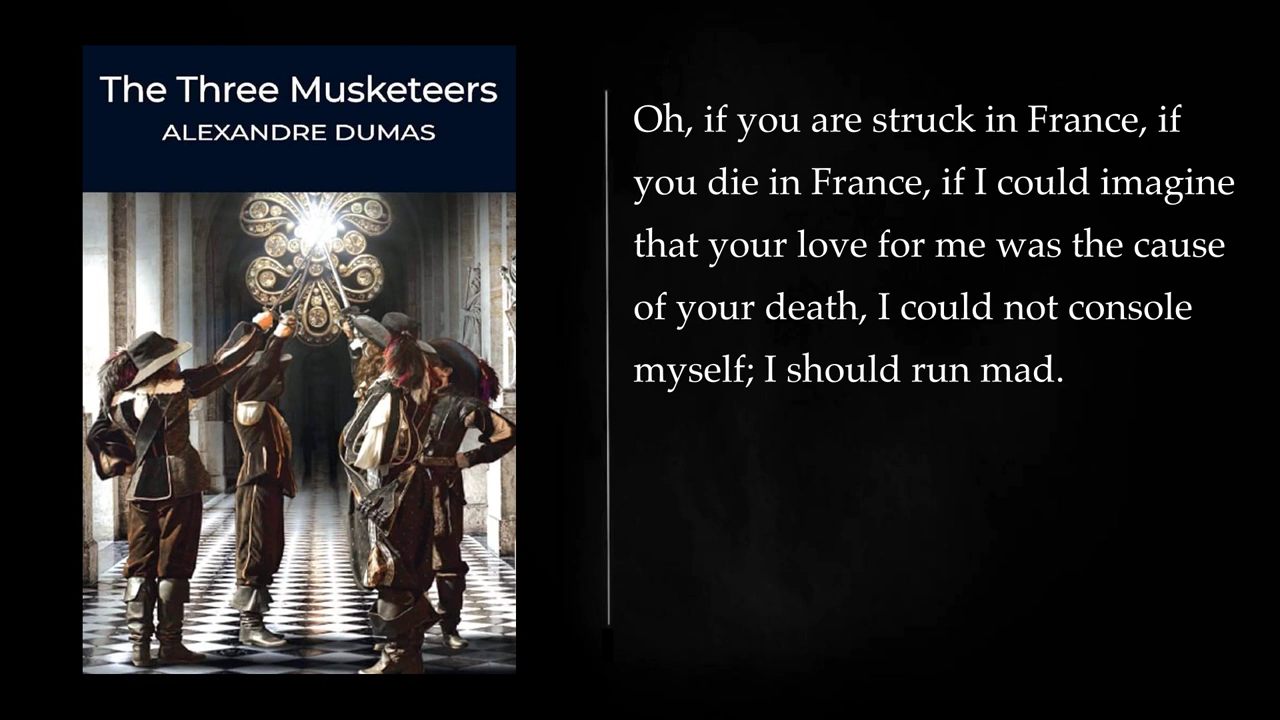 The Three Musketeers
ALEXANDRE DUMAS
Oh, if you are struck in France, if
you die in France, if I could imagine
that your love for me was the cause
of your death, I could not console
myself; I should run mad.